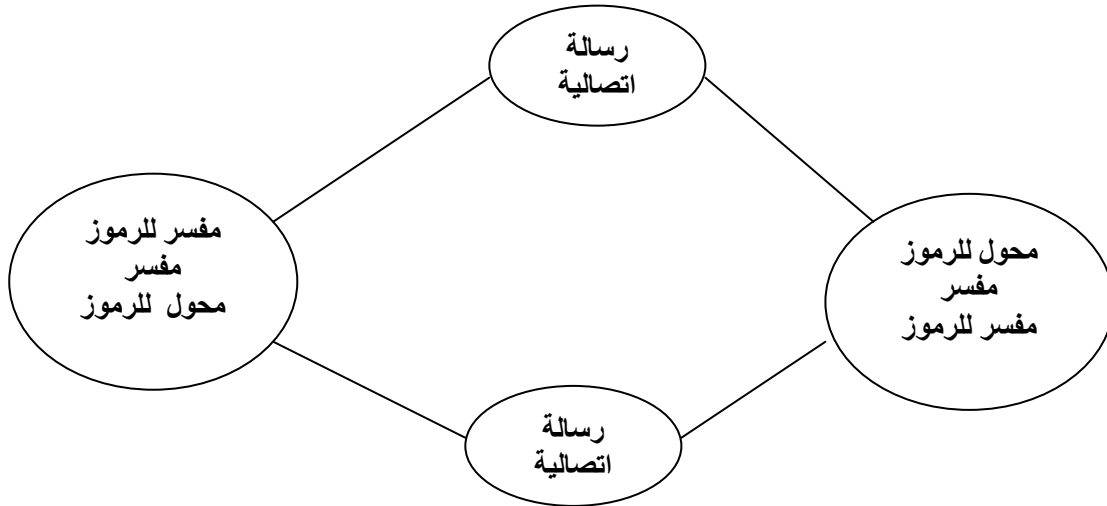 رسالة
اتصالية
محول للرموز
مفسر
مفسر للرموز
مفسر للرموز
مفسر
محول للرموز
رسالة
اتصالية